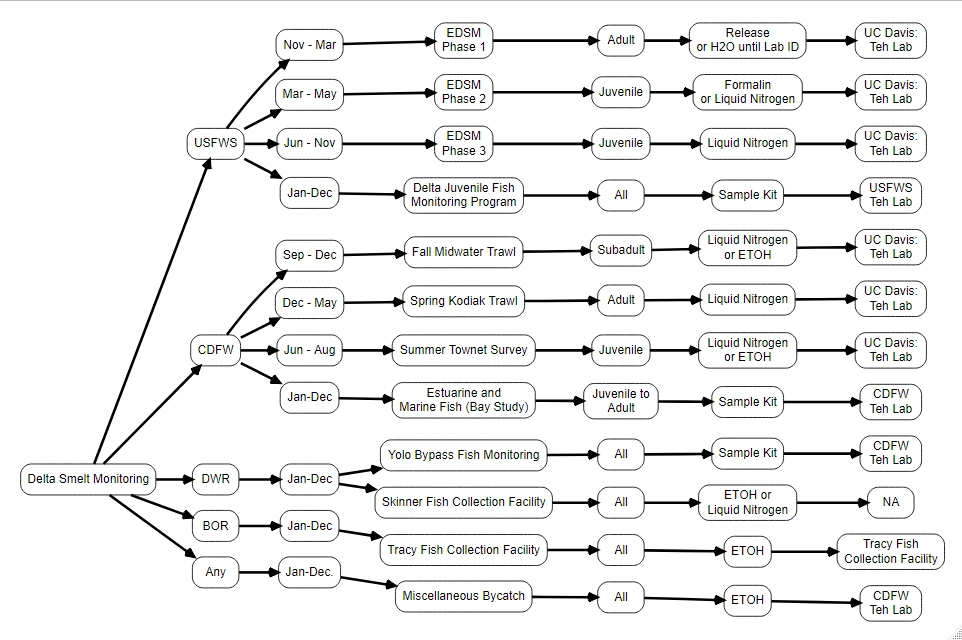 Delta Smelt Monitoring
USFWS
Nov - Mar
EDSM
Phase 1
Adult
Release
or H2O until Lab ID
UC Davis:
Teh Lab
Mar - May
EDSM
Phase 2
Juvenile
Formalin
or Liquid Nitrogen
UC Davis:
Teh Lab
Jun - Nov
EDSM
Phase 3
Juvenile
Liquid Nitrogen
UC Davis:
Teh Lab
Jan-Dec
Delta Juvenile Fish
Monitoring Program
All
Sample Kit
USFWS
Teh Lab
CDFW
Sep - Dec
Fall Midwater Trawl
Subadult
Liquid Nitrogen
or ETOH
UC Davis:
Teh Lab
Dec - May
Spring Kodiak Trawl
Adult
Liquid Nitrogen
UC Davis:
Teh Lab
Jun - Aug
Summer Townet Survey
Juvenile
Liquid Nitrogen
or ETOH
UC Davis:
Teh Lab
Jan-Dec
Estuarine and
Marine Fish (Bay Study)
Juvenile to
Adult
Sample Kit
CDFW
Teh Lab
DWR
Jan-Dec
Yolo Bypass Fish Monitoring
All
Sample Kit
CDFW
Teh Lab
Skinner Fish Collection Facility
All
ETOH or
Liquid Nitrogen
NA
BOR
Jan-Dec
Tracy Fish Collection Facility
All
ETOH
Tracy Fish
Collection Facility
Any
Jan-Dec.
Miscellaneous Bycatch
All
ETOH
CDFW
Teh Lab